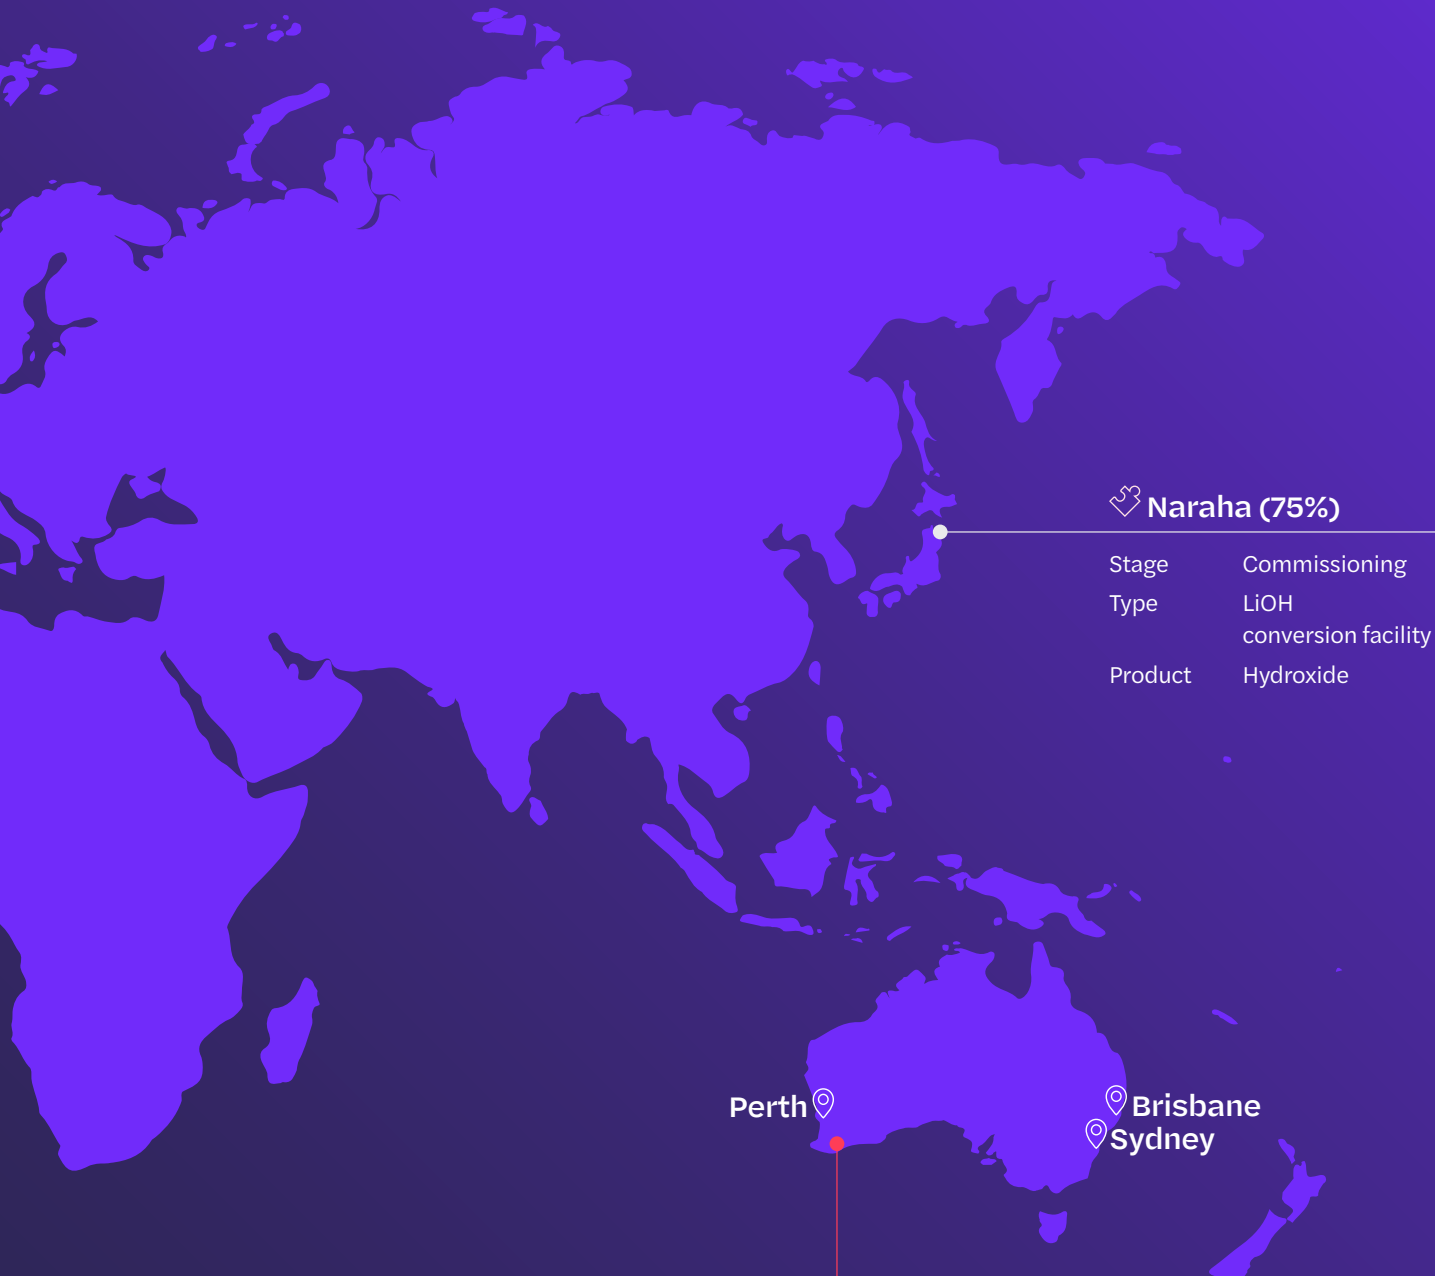 Naraha (75%)
Stage Commissioning
Type LiOH
conversion facility
Product Hydroxide
Perth
Brisbane
Sydney